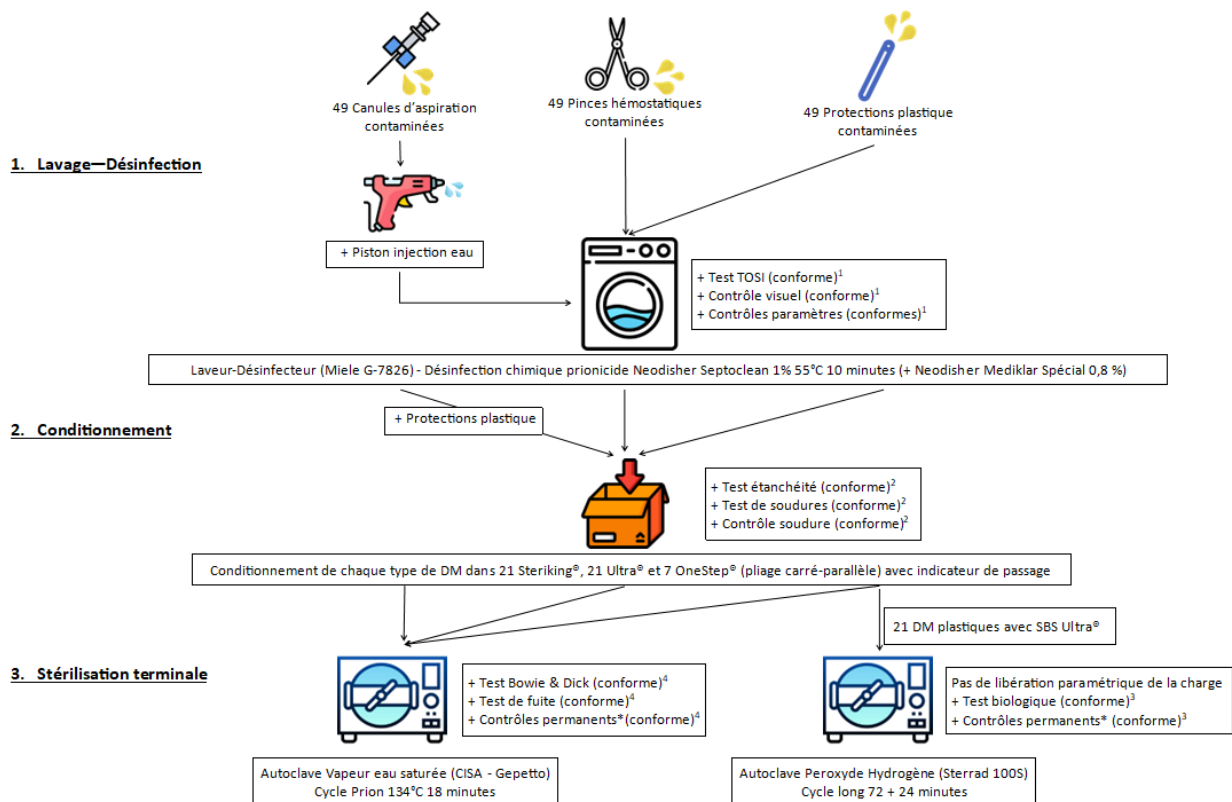 49 Canules d'aspiration
contaminées
49 Pinces hémostatiques
contaminées
49 Protections plastique
contaminées
1. Lavage—Désinfection
+ Piston injection eau
+ Test TOSI (conforme)¹
+ Contrôle visuel (conforme)¹
+ Contrôles paramètres (conformes)¹
Laveur-Désinfecteur (Miele G-7826) - Désinfection chimique prionicide Neodisher Septoclean 1% 55°C 10 minutes (+ Neodisher Mediklar Spécial 0,8 %)
+ Protections plastique
2. Conditionnement
+ Test étanchéité (conforme)²
+ Test de soudures (conforme)²
+ Contrôle soudure (conforme)²
Conditionnement de chaque type de DM dans 21 Steriking®, 21 Ultra® et 7 OneStep® (pliage carré-parallèle) avec indicateur de passage
21 DM plastiques avec SBS Ultra®
3. Stérilisation terminale
+ Test Bowie & Dick (conforme)⁴
+ Test de fuite (conforme)⁴
+ Contrôles permanents*(conforme)⁴
Pas de libération paramétrique de la charge
+ Test biologique (conforme)³
+ Contrôles permanents* (conforme)³
Autoclave Vapeur eau saturée (CISA - Gepetto)
Cycle Prion 134°C 18 minutes
Autoclave Peroxyde Hydrogène (Sterrad 100S)
Cycle long 72 + 24 minutes